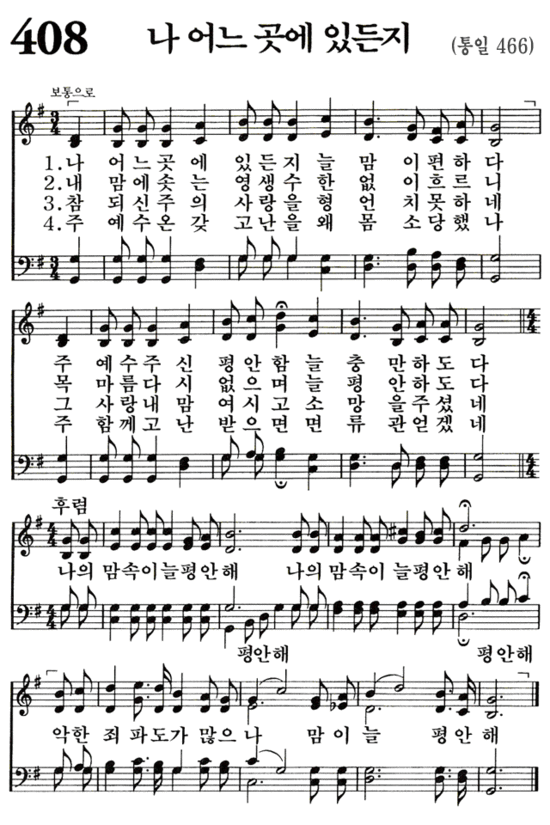 408 나 어느 곳에 있든지 (통일 466)
보통으로
1.나 어느곳에 있든지늘 맘 이편하다
2.내 맘에솟는 영생수한 없 이흐르니
3.참 되신주의 사랑을형 언 치못하네
4.주 예수온갖 고난을왜 몸 소당했나
주 예수주신 평안함늘 충 만하도다
목 마름다시 없으며늘 평 안하도다
그 사랑내맘 여시고소 망 을주셨네
주 함께고난 받으면면 류 관얻겠네
후렴
나의 맘속이늘평안해 나의맘속이늘평안해
평안해 평안해
악한 죄 파도가 많으나 맘이늘 평안해